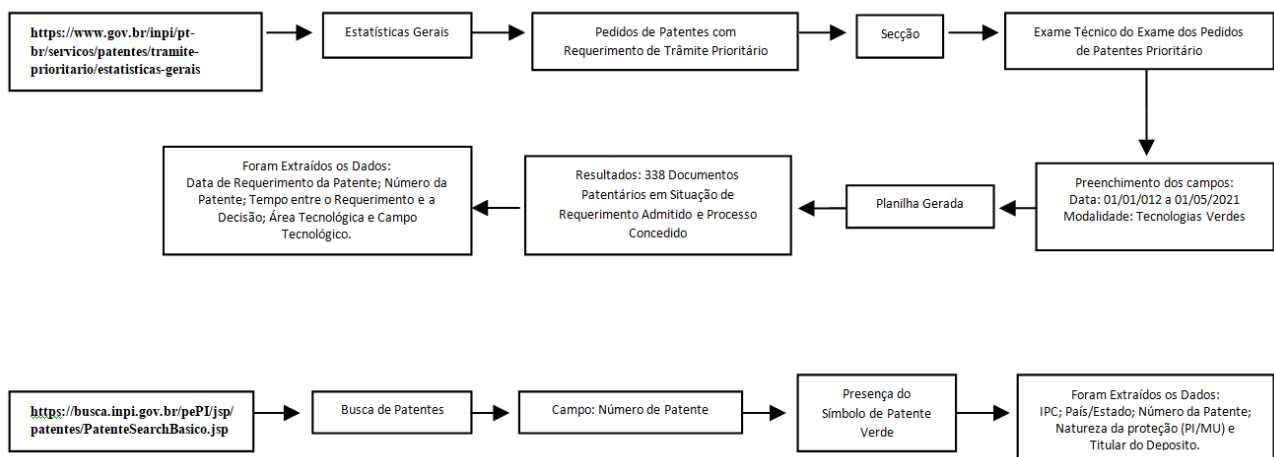 https://www.gov.br/inpi/pt-
br/servicos/patentes/tramite-
prioritario/estatisticas-gerais
Estatísticas Gerais
Pedidos de Patentes com
Requerimento de Trâmite Prioritário
Secção
Exame Técnico do Exame dos Pedidos
de Patentes Prioritário
Preenchimento dos campos:
Data: 01/01/012 a 01/05/2021
Modalidade: Tecnologias Verdes
Planilha Gerada
Resultados: 338 Documentos
Patentários em Situação de
Requerimento Admitido e Processo
Concedido
Foram Extraídos os Dados:
Data de Requerimento da Patente; Número da
Patente; Tempo entre o Requerimento e a
Decisão; Área Tecnológica e Campo
Tecnológico.
https://busca.inpi.gov.br/pePI/jsp/
patentes/PatenteSearchBasico.jsp
Busca de Patentes
Campo: Número de Patente
Presença do
Símbolo de Patente
Verde
Foram Extraídos os Dados:
IPC; País/Estado; Número da Patente;
Natureza da proteção (PI/MU) e
Titular do Deposito.